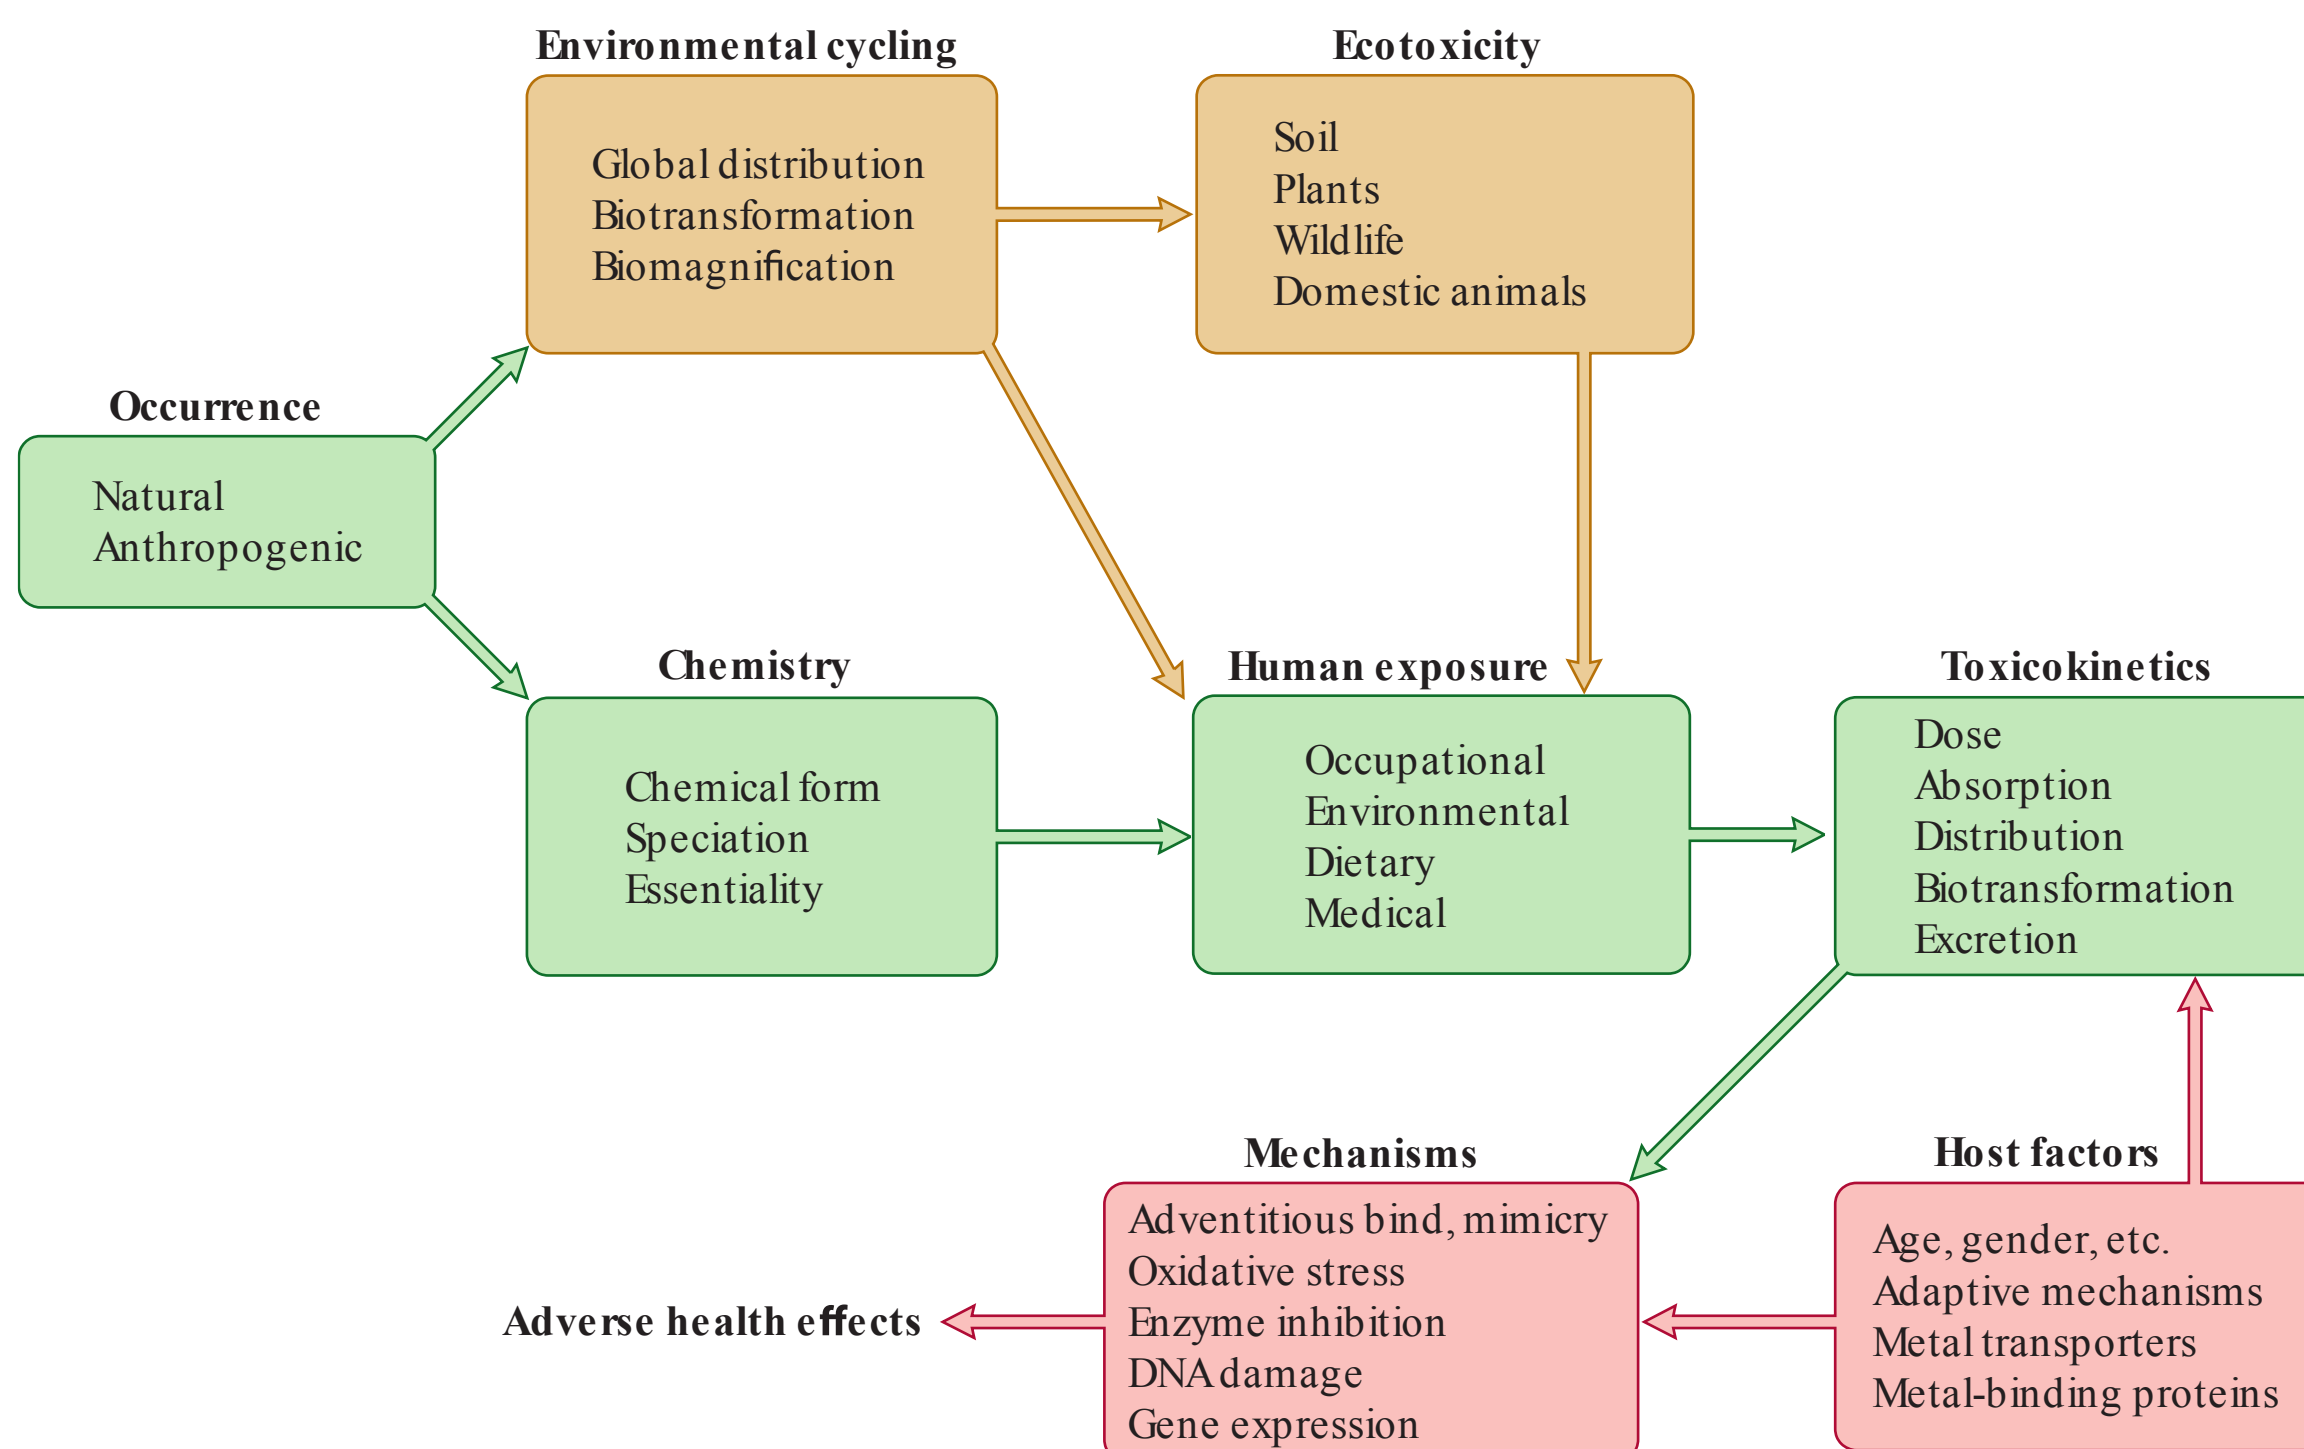 Environmental cycling
Global distribution
Biotransformation
Biomagnification
Ecotoxicity
Soil
Plants
Wildlife
Domestic animals
Occurrence
Natural
Anthropogenic
Chemistry
Chemical form
Speciation
Essentiality
Human exposure
Occupational
Environmental
Dietary
Medical
Toxicokinetics
Dose
Absorption
Distribution
Biotransformation
Excretion
Mechanisms
Adventitious bind, mimicry
Oxidative stress
Enzyme inhibition
DNA damage
Gene expression
Host factors
Age, gender, etc.
Adaptive mechanisms
Metal transporters
Metal-binding proteins
Adverse health effects